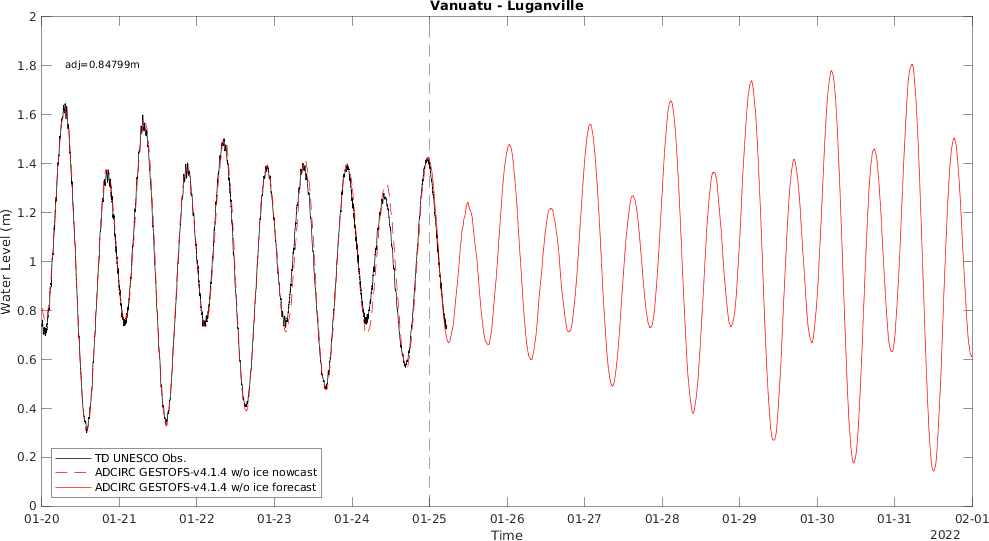 Vanuatu - Luganville
adj=0.84799m
Water Level (m)
2
1.8
1.6
1.4
1.2
1
0.8
0.6
0.4
0.2
0
TD UNESCO Obs.
ADCIRC GESTOFS-v4.1.4 w/o ice nowcast
ADCIRC GESTOFS-v4.1.4 w/o ice forecast
01-20 01-21 01-22 01-23 01-24 01-25 01-26 01-27 01-28 01-29 01-30 01-31 02-01
Time
2022